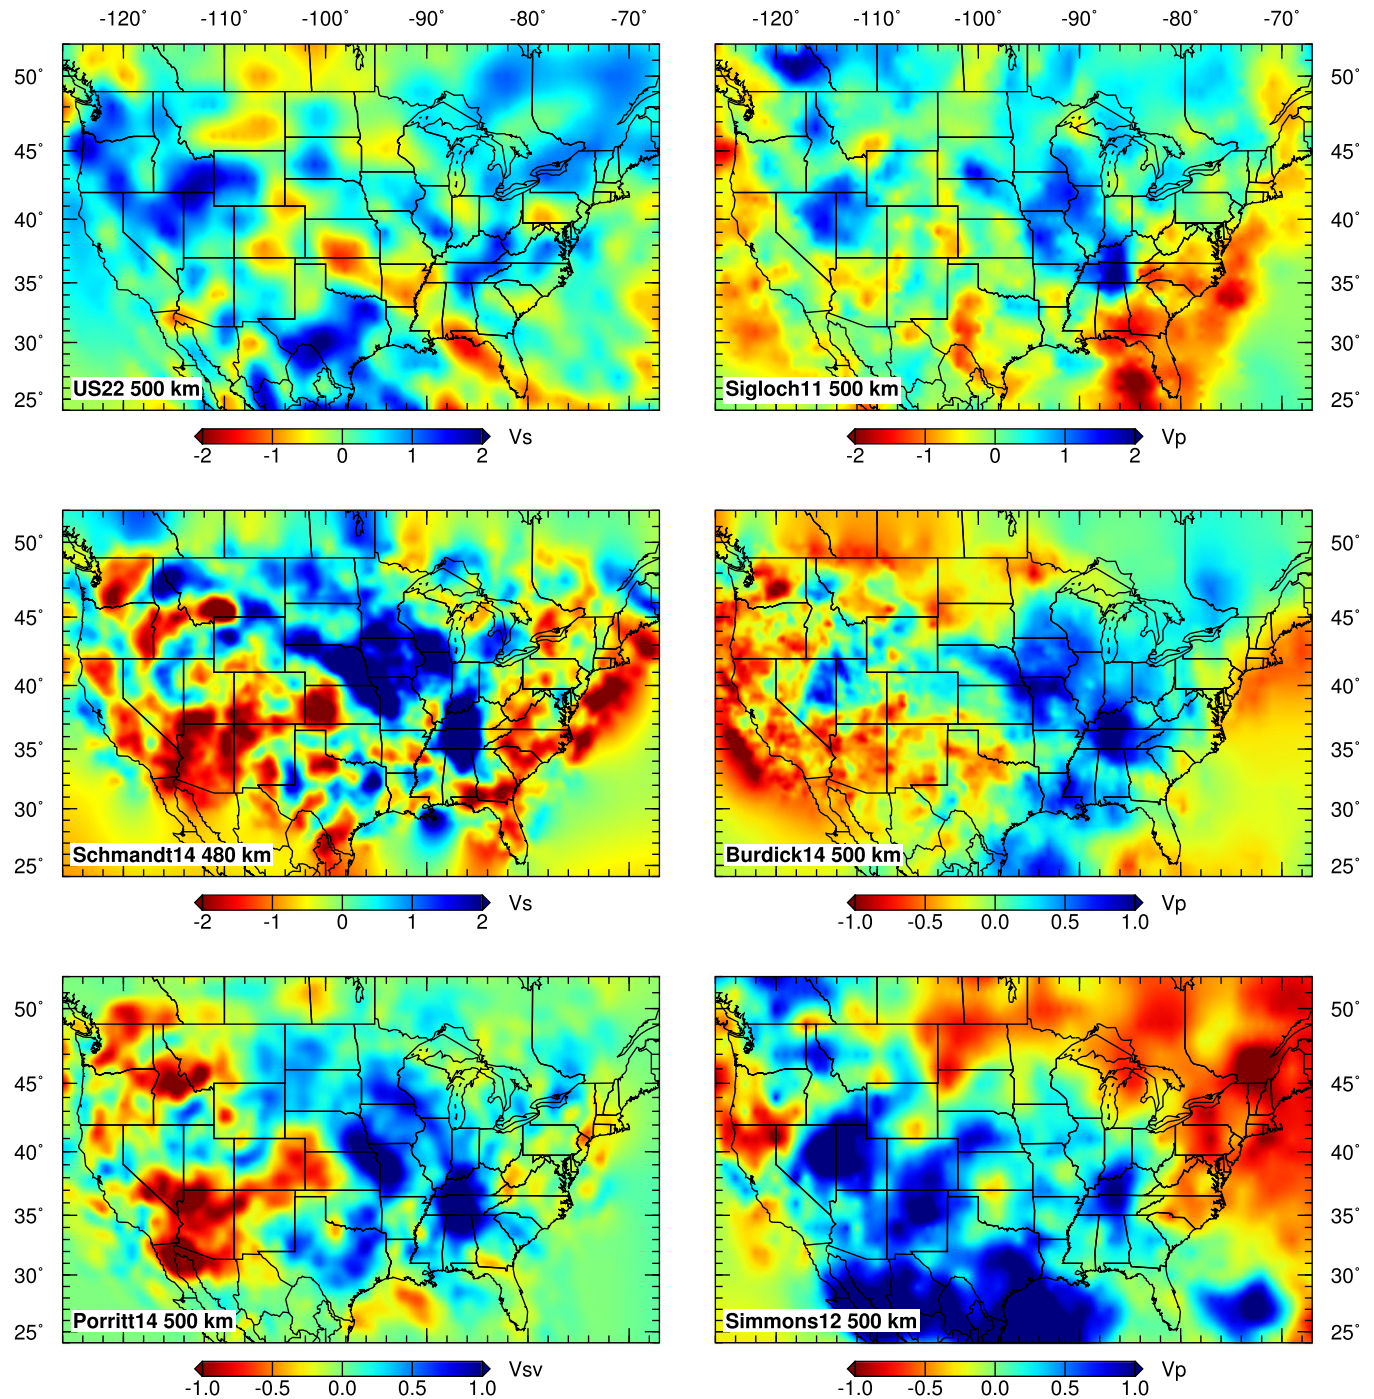 -120° -110° -100° -90° -80° -70° -120° -110° -100° -90° -80° -70°
50° 50°
45° 45°
40° 40°
35° 35°
30° 30°
25° 25°
US22 500 km Sigloch11 500 km
-2 -1 0 1 2 Vs -2 -1 0 1 2 Vp
50° 50°
45° 45°
40° 40°
35° 35°
30° 30°
25° 25°
Schmandt14 480 km Burdick14 500 km
-2 -1 0 1 2 Vs -1.0 -0.5 0.0 0.5 1.0 Vp
50° 50°
45° 45°
40° 40°
35° 35°
30° 30°
25° 25°
Porritt14 500 km Simmons12 500 km
-1.0 -0.5 0.0 0.5 1.0 Vsv -1.0 -0.5 0.0 0.5 1.0 Vp